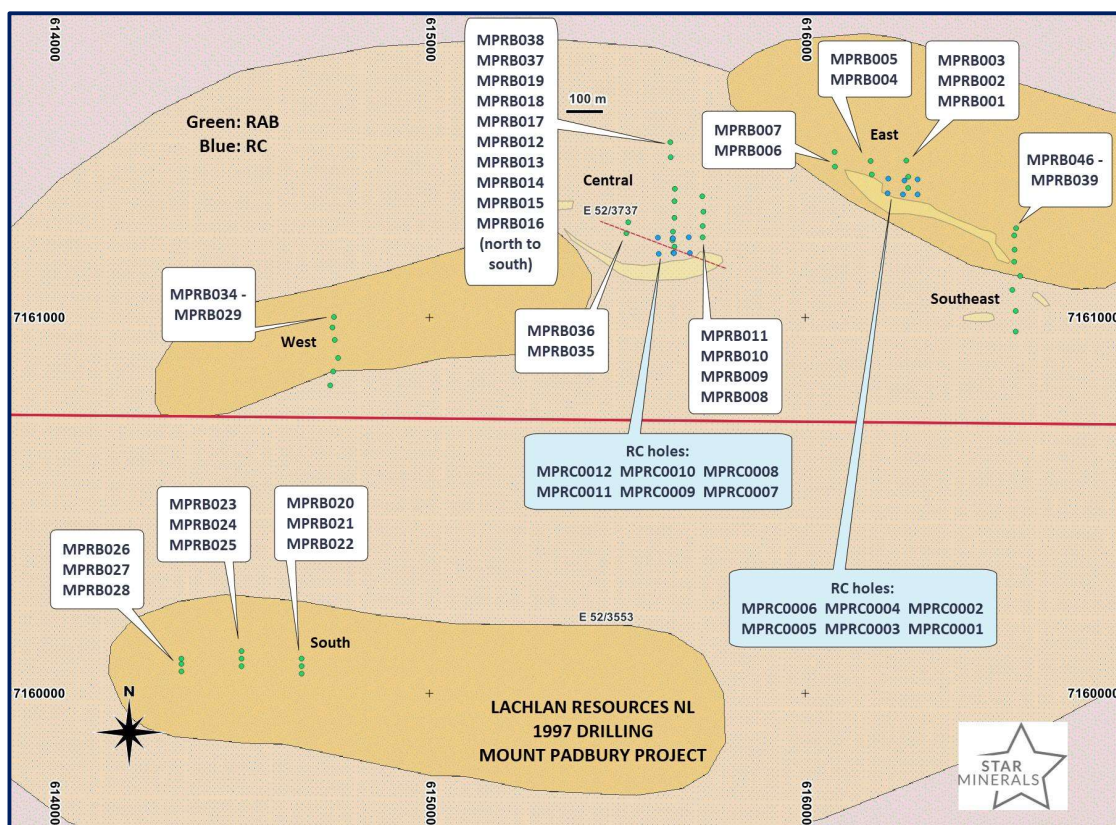 614000
615000
616000
MPRB038
MPRB037
MPRB019
MPRB018
MPRB017
MPRB012
MPRB013
MPRB014
MPRB015
MPRB016
(north to
south)
MPRB005
MPRB004
MPRB003
MPRB002
MPRB001
100 m
Green: RAB
Blue: RC
MPRB007
MPRB006
East
MPRB046 -
MPRB039
Central
E 52/3737
MPRB034 -
MPRB029
Southeast
7161000
7161000
West
MPRB036
MPRB035
MPRB011
MPRB010
MPRB009
MPRB008
RC holes:
MPRC0012 MPRC0010 MPRC0008
MPRC0011 MPRC0009 MPRC0007
MPRB023
MPRB024
MPRB025
MPRB020
MPRB021
MPRB022
MPRB026
MPRB027
MPRB028
RC holes:
MPRC0006 MPRC0004 MPRC0002
MPRC0005 MPRC0003 MPRC0001
E 52/3553
South
7160000
7160000
N
LACHLAN RESOURCES NL
1997 DRILLING
MOUNT PADBURY PROJECT
STAR
MINERALS
614000
615000
616000